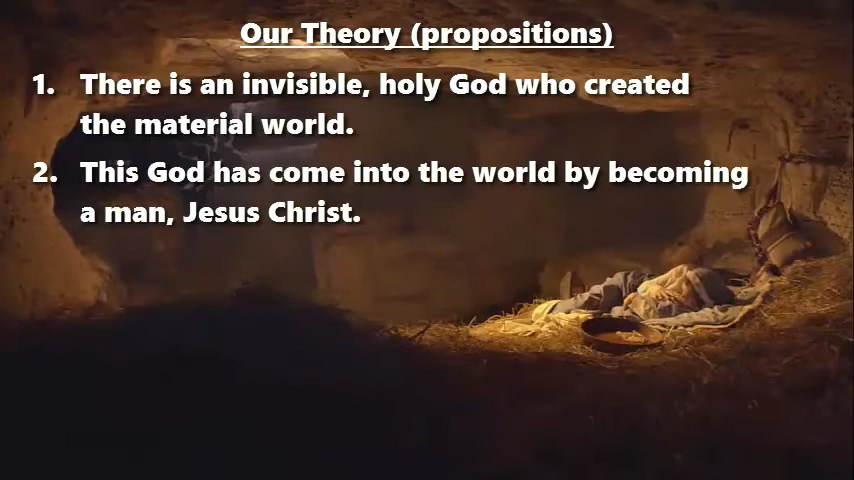 Our Theory (propositions)
1. There is an invisible, holy God who created
the material world.
2. This God has come into the world by becoming
a man, Jesus Christ.